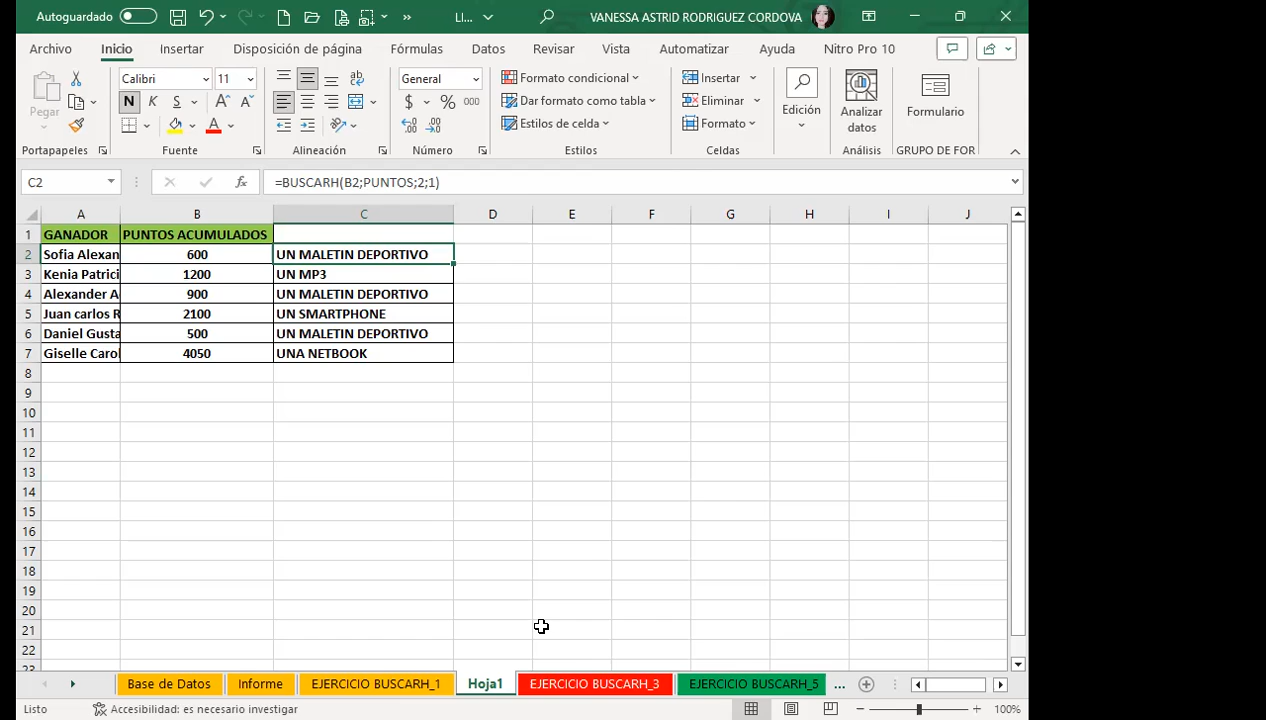 Autoguardado
LI...
VANESSA ASTRID RODRIGUEZ CORDOVA
Archivo Inicio Insertar Disposición de página Fórmulas Datos Revisar Vista Automatizar Ayuda Nitro Pro 10
Pegar
Calibri 11
N K S
General
$ % 000
Formato condicional
Dar formato como tabla
Estilos de celda
Insertar
Eliminar
Formato
Edición
Analizar datos
Formulario
Portapapeles Fuente Alineación Número Estilos Celdas Análisis GRUPO DE FOR
C2 fx =BUSCARH(B2;PUNTOS;2;1)
A B C D E F G H I J
1 GANADOR PUNTOS ACUMULADOS
2 Sofia Alexan 600 UN MALETIN DEPORTIVO
3 Kenia Patrici 1200 UN MP3
4 Alexander A 900 UN MALETIN DEPORTIVO
5 Juan carlos R 2100 UN SMARTPHONE
6 Daniel Gusta 500 UN MALETIN DEPORTIVO
7 Giselle Carol 4050 UNA NETBOOK
8
9
10
11
12
13
14
15
16
17
18
19
20
21
22
23
Base de Datos Informe EJERCICIO BUSCARH_1 Hoja1 EJERCICIO BUSCARH_3 EJERCICIO BUSCARH_5 ...
Listo Accesibilidad: es necesario investigar 100%